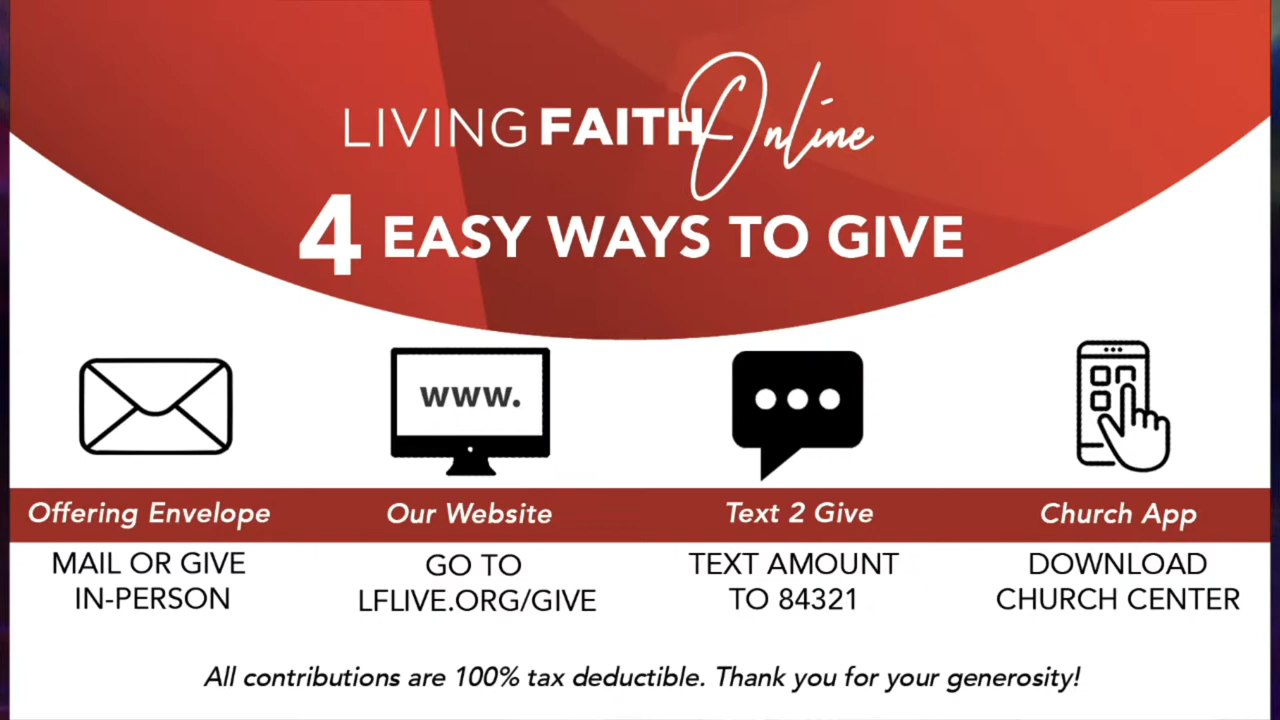 LIVING FAITH Online
4 EASY WAYS TO GIVE
www.
Offering Envelope
MAIL OR GIVE
IN-PERSON
Our Website
GO TO
LFLIVE.ORG/GIVE
Text 2 Give
TEXT AMOUNT
TO 84321
Church App
DOWNLOAD
CHURCH CENTER
All contributions are 100% tax deductible. Thank you for your generosity!